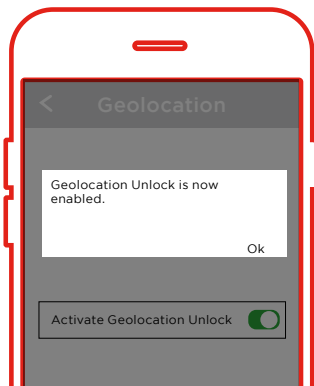 Geolocation
Geolocation Unlock is now
enabled.
Ok
Activate Geolocation Unlock